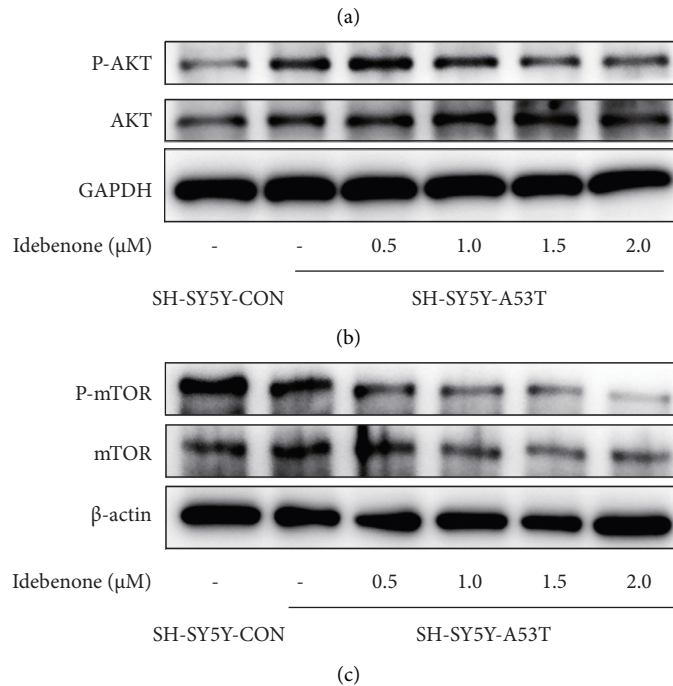 (a)
P-AKT
AKT
GAPDH
Idebenone (μM) - - 0.5 1.0 1.5 2.0
SH-SY5Y-CON SH-SY5Y-A53T
(b)
P-mTOR
mTOR
β-actin
Idebenone (μM) - - 0.5 1.0 1.5 2.0
SH-SY5Y-CON SH-SY5Y-A53T
(c)